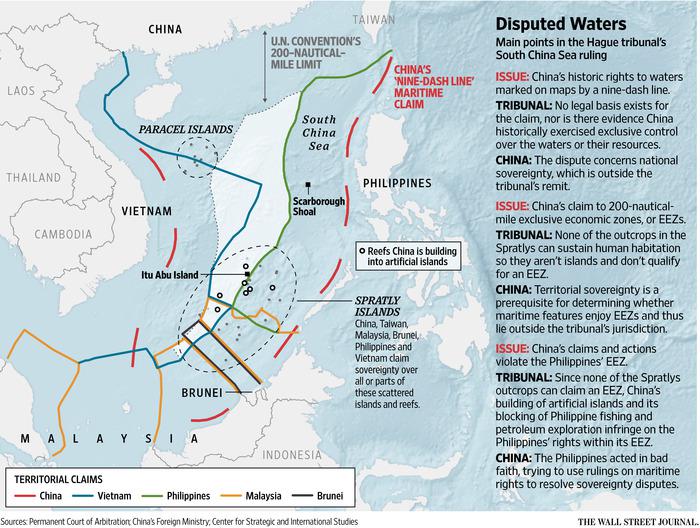 CHINA
TAIWAN
U.N. CONVENTION'S
200-NAUTICAL-
MILE LIMIT
CHINA'S
'NINE-DASH LINE'
MARITIME
CLAIM
LAOS
PARACEL ISLANDS
South
China
Sea
THAILAND
PHILIPPINES
Scarborough
Shoal
VIETNAM
CAMBODIA
Reefs China is building
into artificial islands
Itu Abu Island
SPRATLY
ISLANDS
China, Taiwan,
Malaysia, Brunei,
Philippines and
Vietnam claim
sovereignty over
all or parts of
these scattered
islands and reefs.
BRUNEI
MALAYSIA
INDONESIA
TERRITORIAL CLAIMS
China Vietnam Philippines Malaysia Brunei
Disputed Waters
Main points in the Hague tribunal's
South China Sea ruling
ISSUE: China's historic rights to waters
marked on maps by a nine-dash line.
TRIBUNAL: No legal basis exists for
the claim, nor is there evidence China
historically exercised exclusive control
over the waters or their resources.
CHINA: The dispute concerns national
sovereignty, which is outside the
tribunal's remit.
ISSUE: China's claim to 200-nautical-
mile exclusive economic zones, or EEZs.
TRIBUNAL: None of the outcrops in the
Spratlys can sustain human habitation
so they aren't islands and don't qualify
for an EEZ.
CHINA: Territorial sovereignty is a
prerequisite for determining whether
maritime features enjoy EEZs and thus
lie outside the tribunal's jurisdiction.
ISSUE: China's claims and actions
violate the Philippines' EEZ.
TRIBUNAL: Since none of the Spratlys
outcrops can claim an EEZ, China's
building of artificial islands and its
blocking of Philippine fishing and
petroleum exploration infringe on the
Philippines' rights within its EEZ.
CHINA: The Philippines acted in bad
faith, trying to use rulings on maritime
rights to resolve sovereignty disputes.
Sources: Permanent Court of Arbitration; China's Foreign Ministry; Center for Strategic and International Studies
THE WALL STREET JOURNAL.